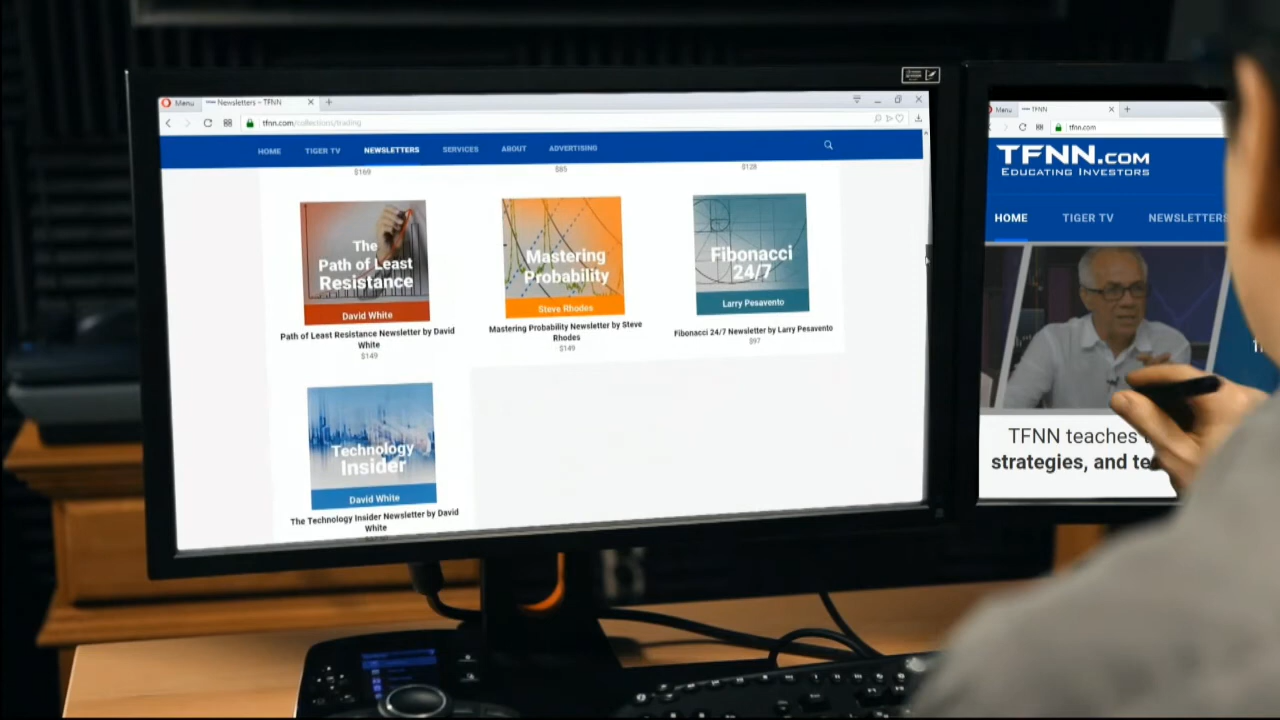 Menu
Newsletters - TFNN
tfnn.com/collections/trading
HOME TIGER TV NEWSLETTERS SERVICES ABOUT ADVERTISING
$169 $85 $128
The
Path of Least
Resistance
David White
Path of Least Resistance Newsletter by David
White
$149
Mastering
Probability
Steve Rhodes
Mastering Probability Newsletter by Steve
Rhodes
$149
Fibonacci
24/7
Larry Pesavento
Fibonacci 24/7 Newsletter by Larry Pesavento
$97
Technology
Insider
David White
The Technology Insider Newsletter by David
White
Menu
TFNN
tfnn.com
TFNN.COM
EDUCATING INVESTORS
HOME TIGER TV NEWSLETTERS
TFNN teaches
strategies, and